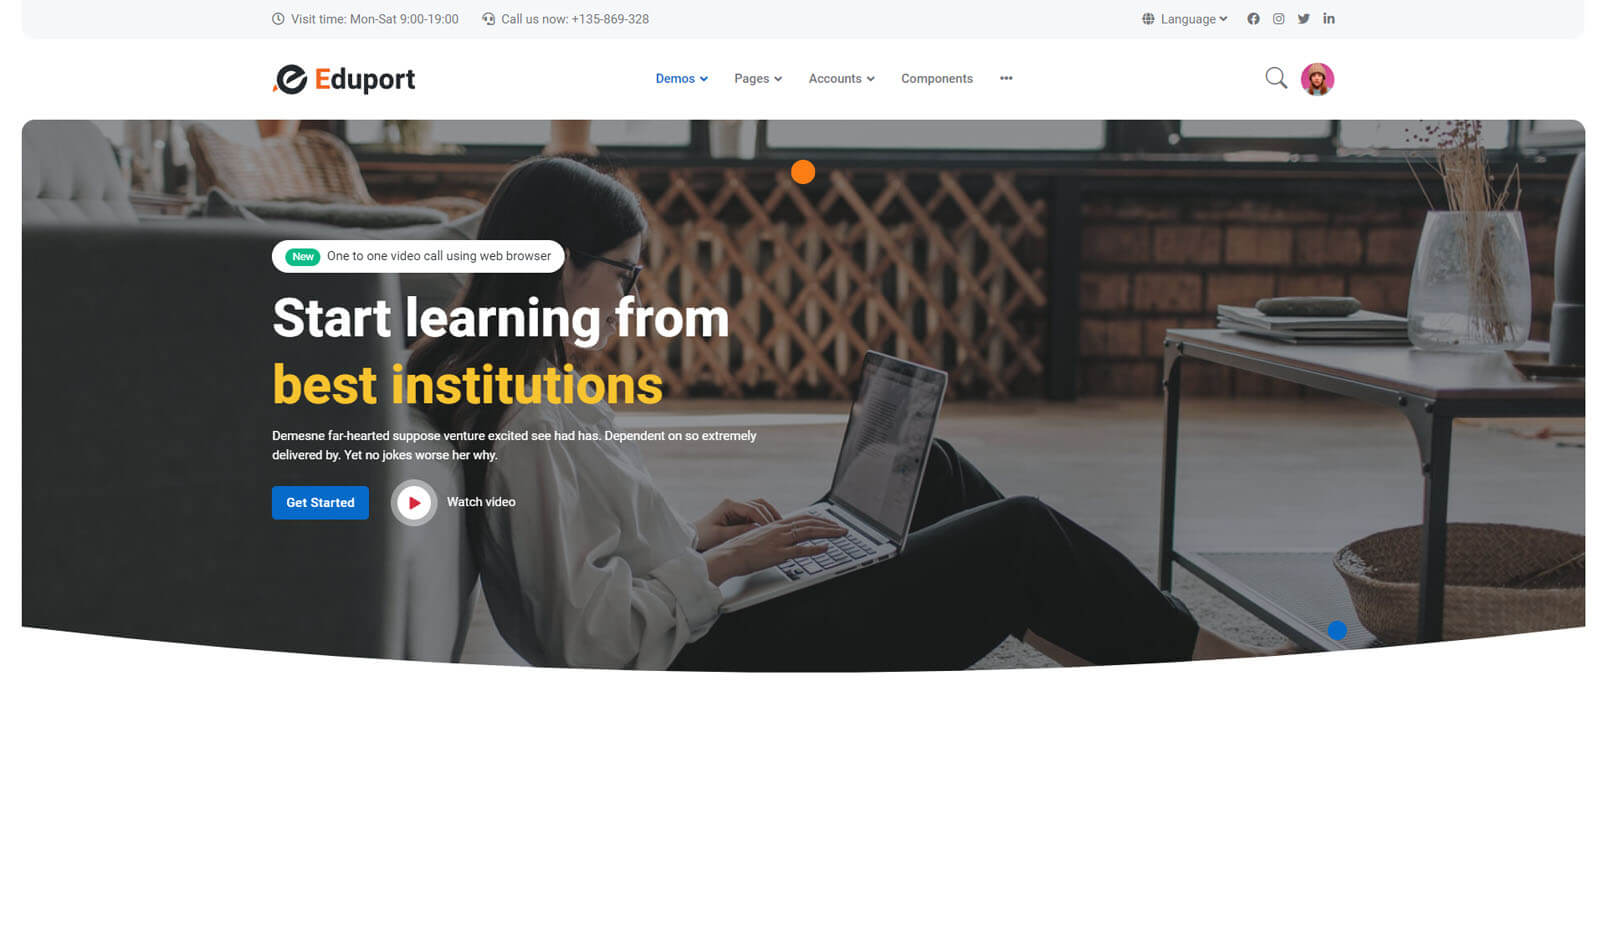 Visit time: Mon-Sat 9:00-19:00
Call us now: +135-869-328
Language
Eduport
Demos
Pages
Accounts
Components
New One to one video call using web browser
Start learning from
best institutions
Demesne far-hearted suppose venture excited see had has. Dependent on so extremely
delivered by. Yet no jokes worse her why.
Get Started
Watch video